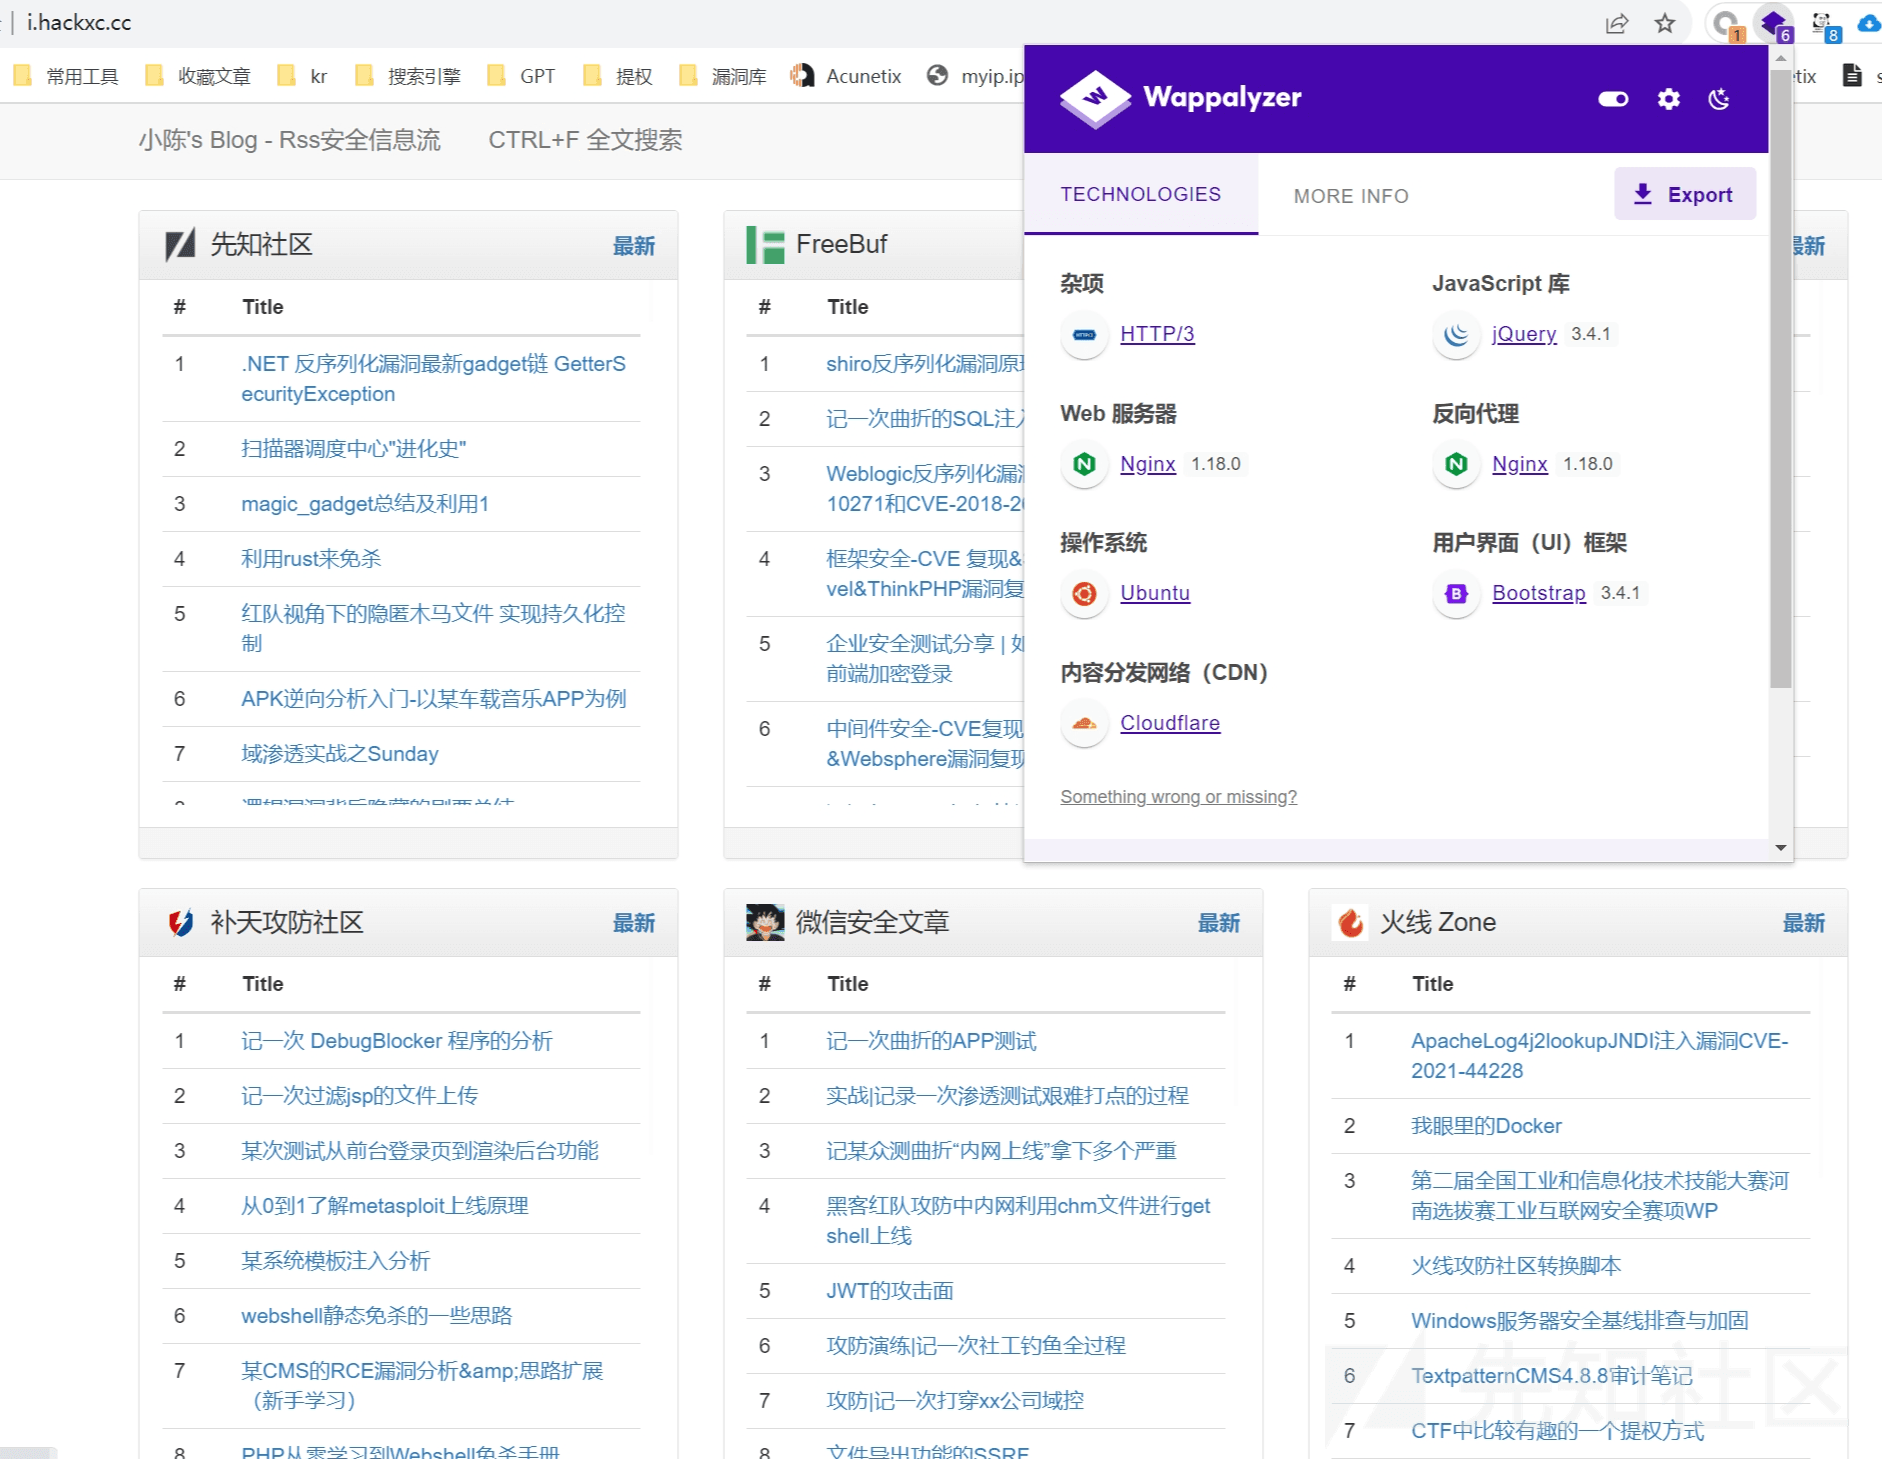 i.hackxc.cc
1
6
8
常用工具
收藏文章
kr
搜索引擎
GPT
提权
漏洞库
Acunetix
myip.ip
小陈's Blog - Rss安全信息流
CTRL+F 全文搜索
Wappalyzer
TECHNOLOGIES
MORE INFO
Export
杂项
HTTP/3
JavaScript 库
jQuery 3.4.1
Web 服务器
Nginx 1.18.0
反向代理
Nginx 1.18.0
操作系统
Ubuntu
用户界面（UI）框架
Bootstrap 3.4.1
内容分发网络（CDN）
Cloudflare
Something wrong or missing?
先知社区
最新
# Title
1 .NET 反序列化漏洞最新gadget链 GetterS
ecurityException
2 扫描器调度中心"进化史"
3 magic_gadget总结及利用1
4 利用rust来免杀
5 红队视角下的隐匿木马文件 实现持久化控
制
6 APK逆向分析入门-以某车载音乐APP为例
7 域渗透实战之Sunday
FreeBuf
# Title
1 shiro反序列化漏洞原
2 记一次曲折的SQL注
3 Weblogic反序列化漏
10271和CVE-2018-2
4 框架安全-CVE 复现&
vel&ThinkPHP漏洞复
5 企业安全测试分享 | 如
前端加密登录
6 中间件安全-CVE复现
&Websphere漏洞复现
最新
补天攻防社区
最新
# Title
1 记一次 DebugBlocker 程序的分析
2 记一次过滤jsp的文件上传
3 某次测试从前台登录页到渲染后台功能
4 从0到1了解metasploit上线原理
5 某系统模板注入分析
6 webshell静态免杀的一些思路
7 某CMS的RCE漏洞分析&amp;思路扩展
（新手学习）
8 PHP从零学习到Webshell免杀手册
微信安全文章
最新
# Title
1 记一次曲折的APP测试
2 实战|记录一次渗透测试艰难打点的过程
3 记某众测曲折“内网上线”拿下多个严重
4 黑客红队攻防中内网利用chm文件进行get
shell上线
5 JWT的攻击面
6 攻防演练|记一次社工钓鱼全过程
7 攻防|记一次打穿xx公司域控
8 文件导出功能的SSRF
火线 Zone
最新
# Title
1 ApacheLog4j2lookupJNDI注入漏洞CVE-
2021-44228
2 我眼里的Docker
3 第二届全国工业和信息化技术技能大赛河
南选拔赛工业互联网安全赛项WP
4 火线攻防社区转换脚本
5 Windows服务器安全基线排查与加固
6 TextpatternCMS4.8.8审计笔记
7 CTF中比较有趣的一个提权方式
先知社区